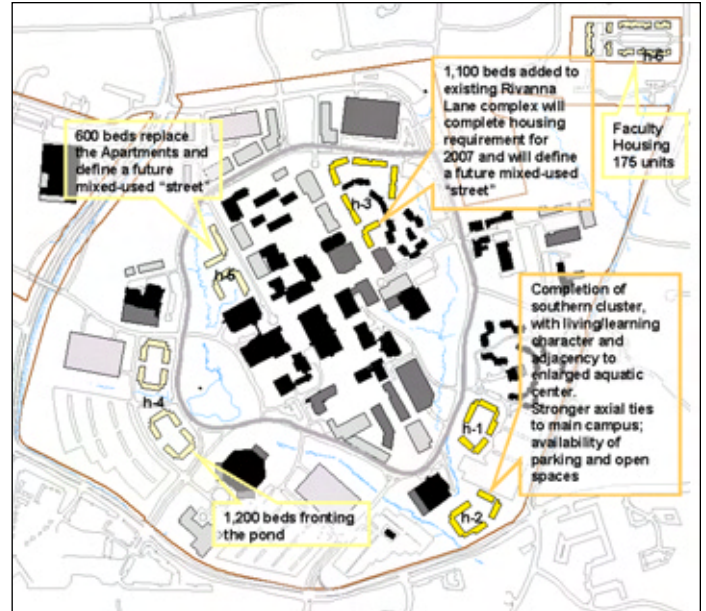 h-6
1,100 beds added to
existing Rivanna
Lane complex will
complete housing
requirement for
2007 and will define
a future mixed-used
“street”
600 beds replace
the Apartments and
define a future
mixed-used “street”
Faculty
Housing
175 units
h-3
h-5
Completion of
southern cluster,
with living/learning
character and
adjacency to
enlarged aquatic
center.
Stronger axial ties
to main campus;
availability of
parking and open
spaces
h-4
h-1
h-2
1,200 beds fronting
the pond